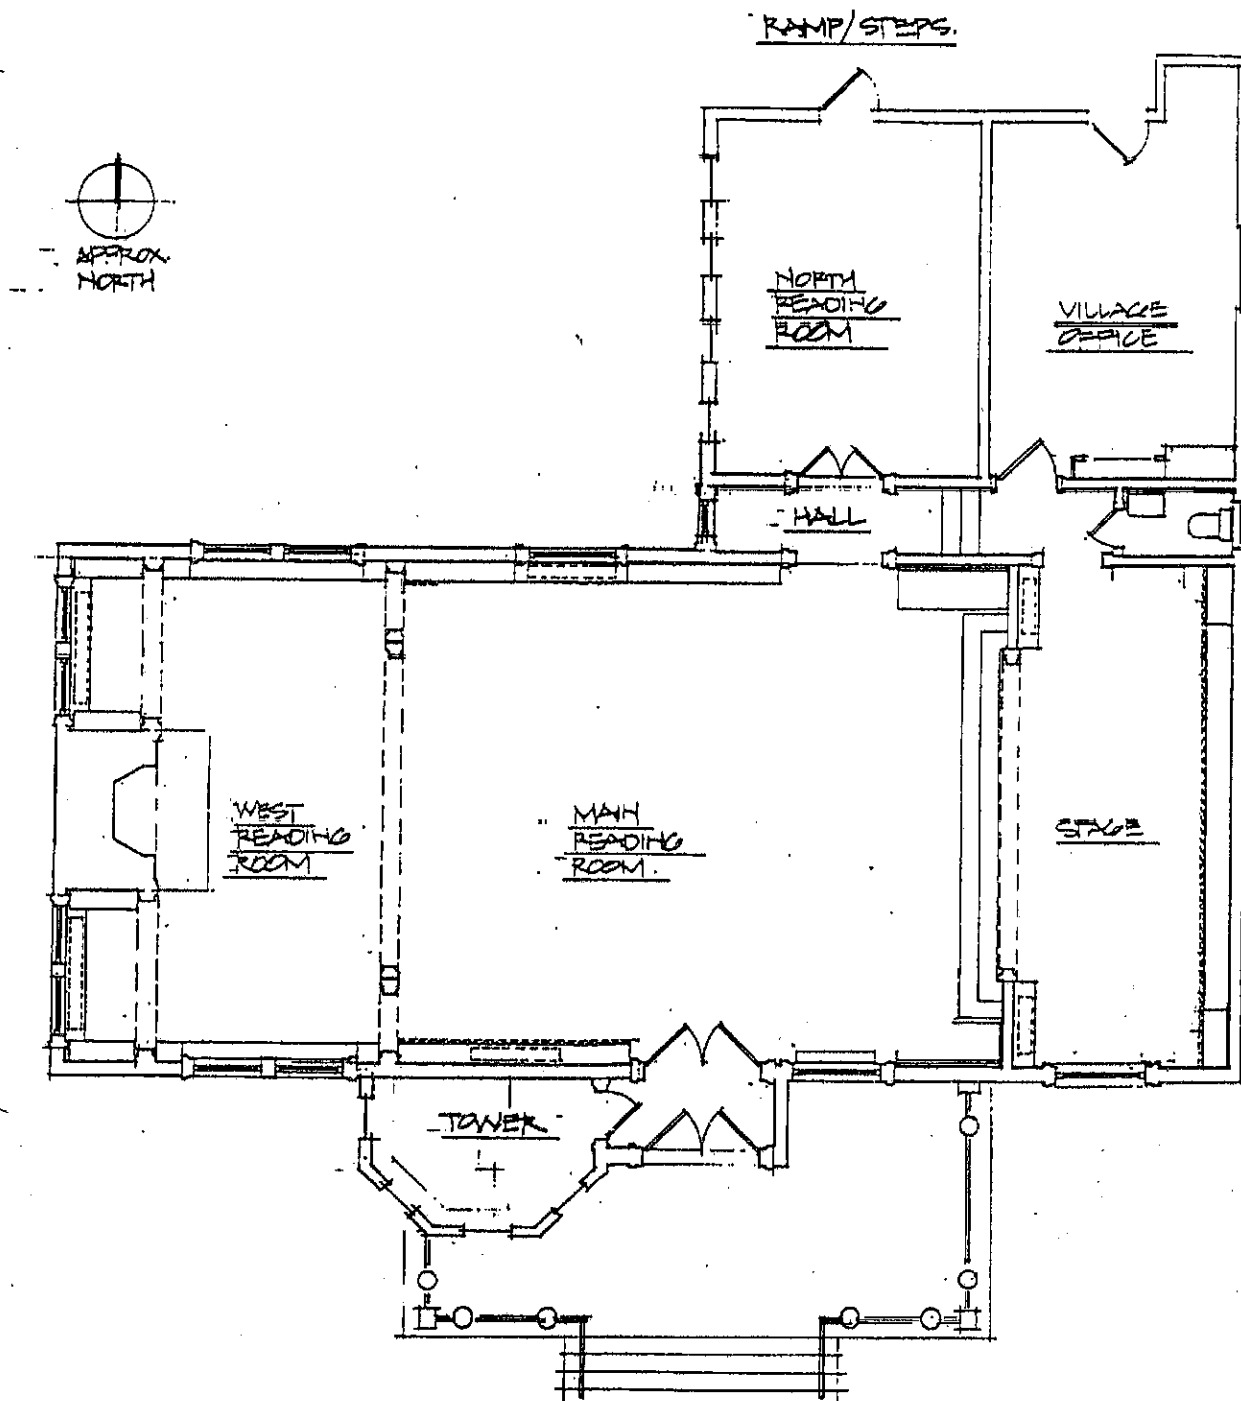 RAMP/STEPS.
APPROX.
NORTH
NORTH
READING
ROOM
VILLAGE
OFFICE
HALL
WEST
READING
ROOM
MAIN
READING
ROOM.
STAGE
TOWER